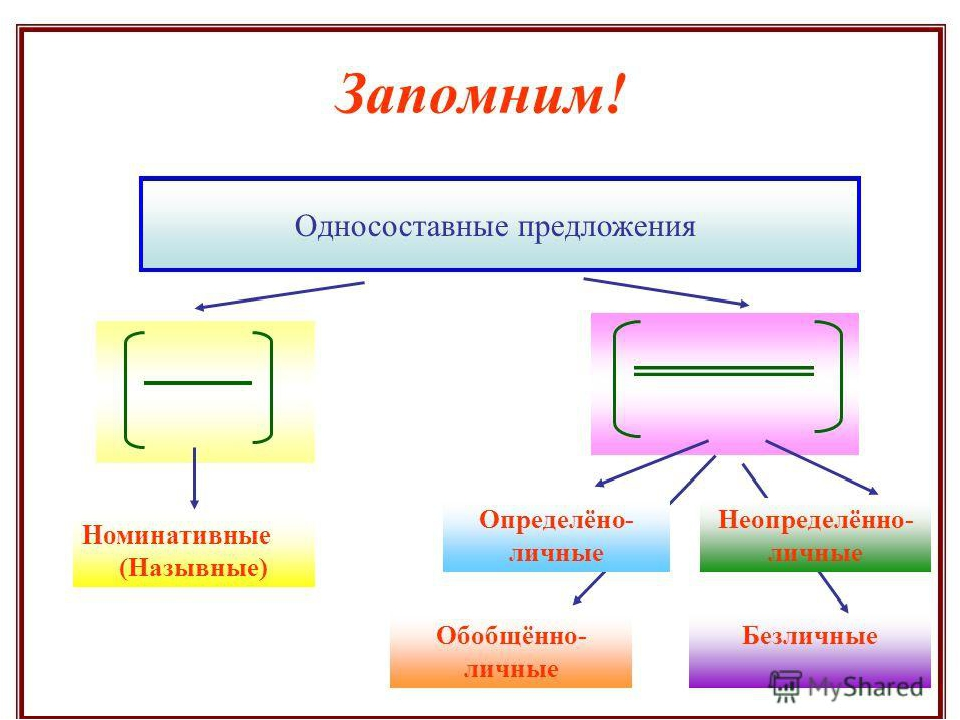 Запомним!
Односоставные предложения
Номинативные
(Назывные)
Определёно-
личные
Неопределённо-
личные
Обобщённо-
личные
Безличные
MyShared